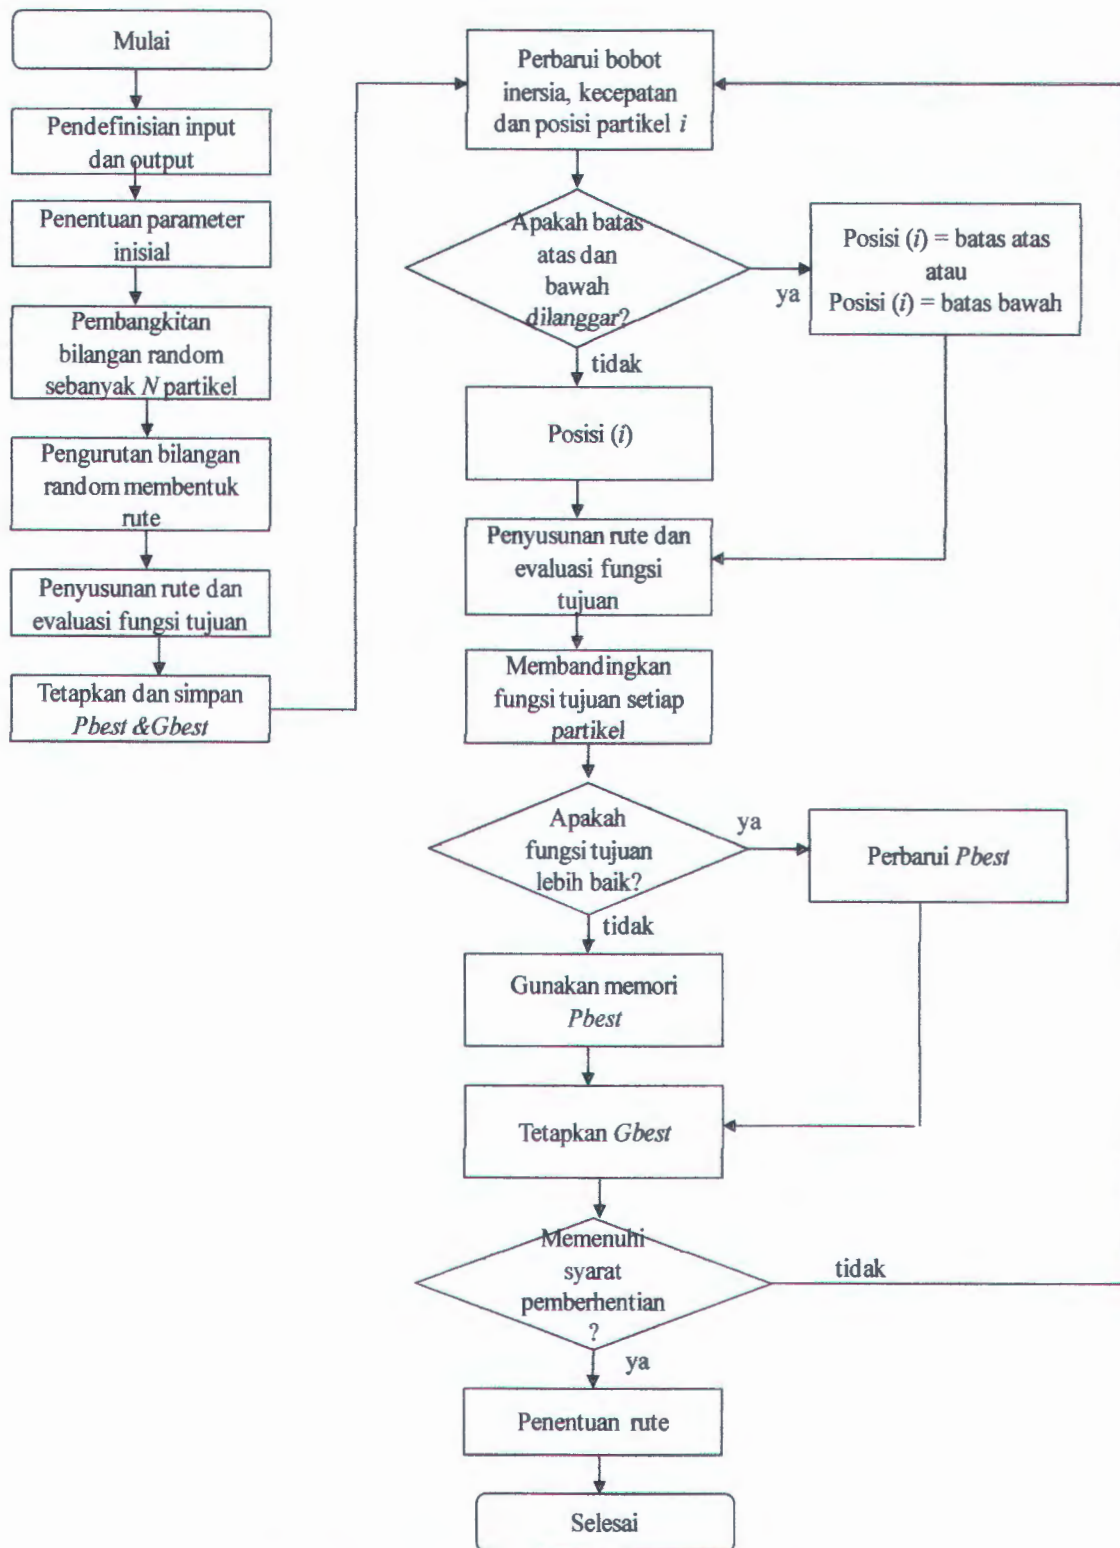 Mulai
Pendefinisian input
dan output
Penentuan parameter
inisial
Pembangkitan
bilangan random
sebanyak N partikel
Pengurutan bilangan
random membentuk
rute
Penyusunan rute dan
evaluasi fungsi tujuan
Tetapkan dan simpan
Pbest &Gbest
Perbarui bobot
inersia, kecepatan
dan posisi partikel i
Apakah batas
atas dan
bawah
dilanggar?
ya
Posisi (i) = batas atas
atau
Posisi (i) = batas bawah
tidak
Posisi (i)
Penyusunan rute dan
evaluasi fungsi
tujuan
Membandingkan
fungsi tujuan setiap
partikel
Apakah
fungsi tujuan
lebih baik?
ya
Perbarui Pbest
tidak
Gunakan memori
Pbest
Tetapkan Gbest
Memenuhi
syarat
pemberhentian
?
tidak
ya
Penentuan rute
Selesai